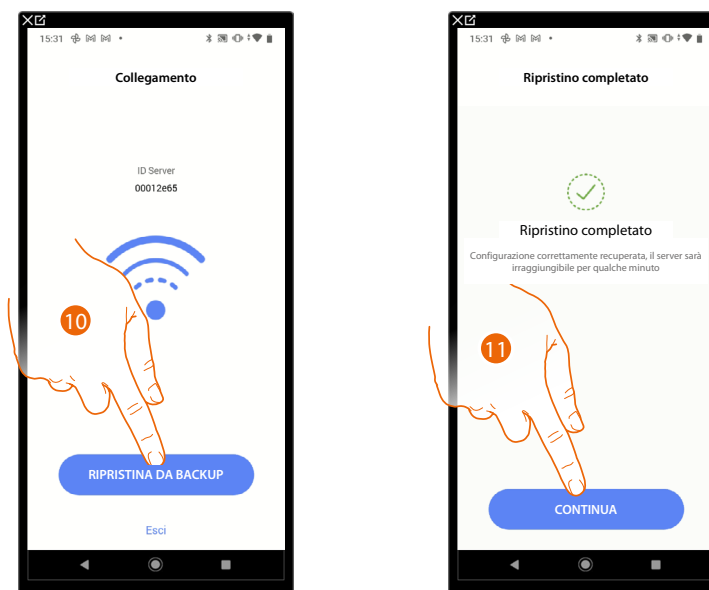 15:31
Collegamento
ID Server
00012e65
10
RIPRISTINA DA BACKUP
Esci
15:31
Ripristino completato
Ripristino completato
Configurazione correttamente recuperata, il server sarà
irraggiungibile per qualche minuto
11
CONTINUA